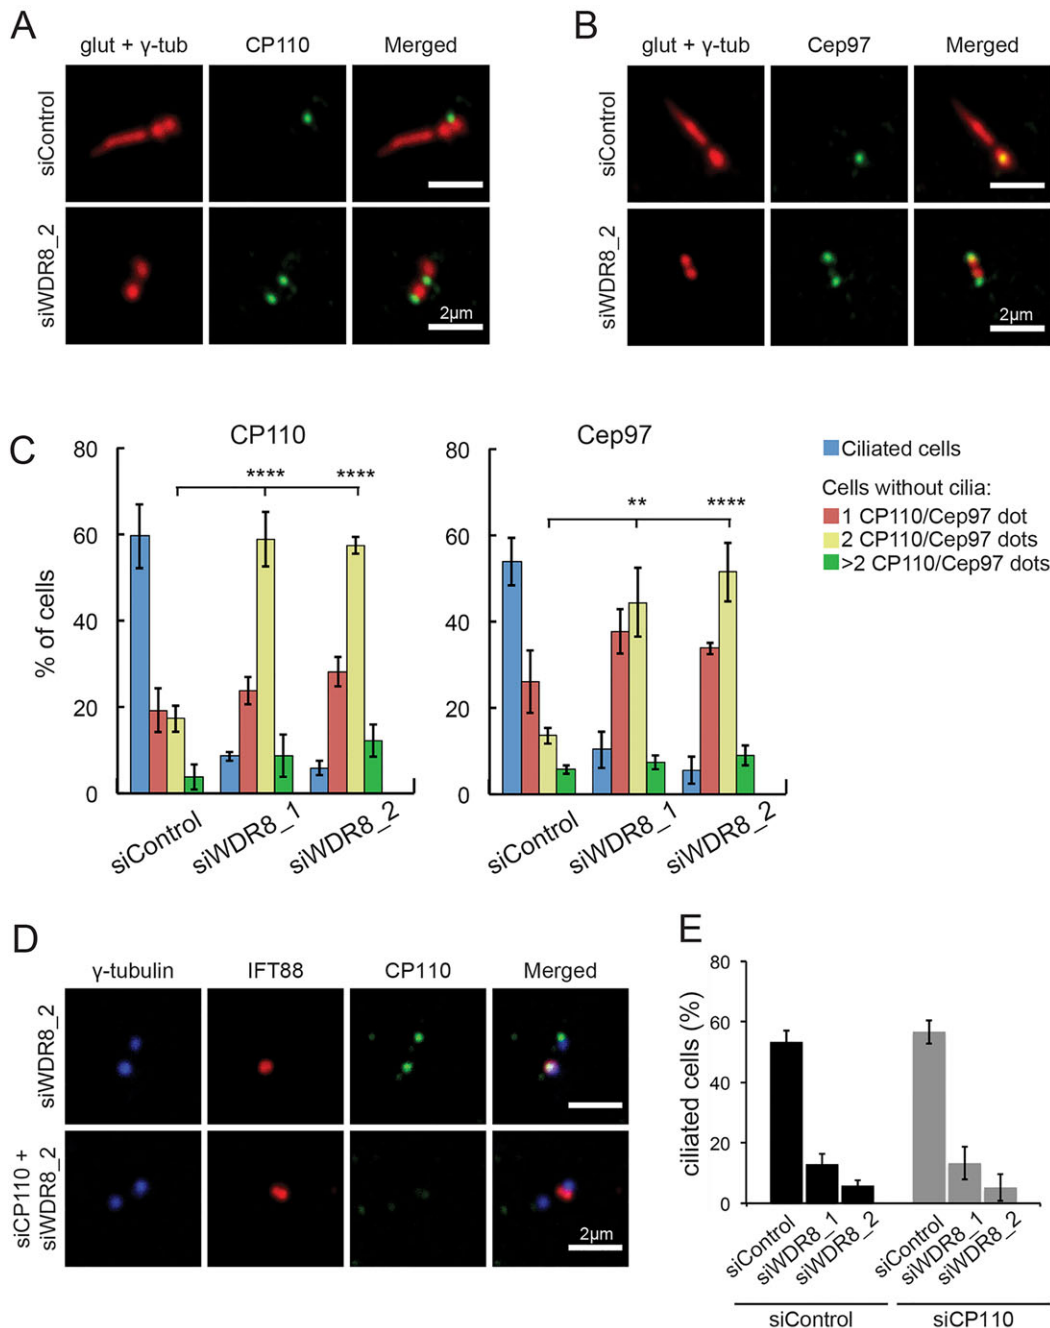 A
glut + γ-tub CP110 Merged
siControl
siWDR8_2
2µm
B
glut + γ-tub Cep97 Merged
siControl
siWDR8_2
2µm
C
CP110
% of cells
80
60
40
20
0
****
****
siControl siWDR8_1 siWDR8_2
Cep97
80
60
40
20
0
**
****
siControl siWDR8_1 siWDR8_2
Ciliated cells
Cells without cilia:
1 CP110/Cep97 dot
2 CP110/Cep97 dots
>2 CP110/Cep97 dots
D
γ-tubulin IFT88 CP110 Merged
siWDR8_2
siCP110 +
siWDR8_2
2µm
E
ciliated cells (%)
80
60
40
20
0
siControl siWDR8_1 siWDR8_2 siControl siWDR8_1 siWDR8_2
siControl siCP110